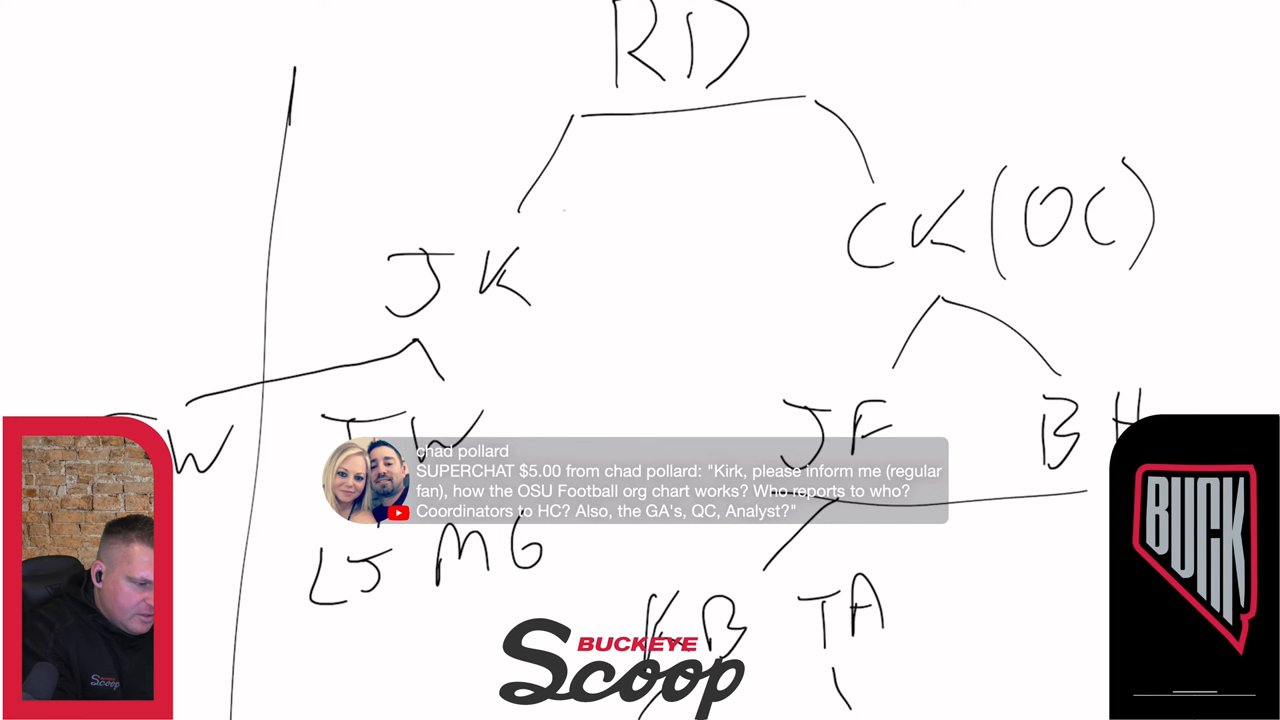 RD
CK (OC)
JK
JF BH
chad pollard
SUPERCHAT $5.00 from chad pollard: "Kirk, please inform me (regular
fan), how the OSU Football org chart works? Who reports to who?
Coordinators to HC? Also, the GA's, QC, Analyst?"
LJ MG
KB TA
BUCKEYE
Scoop
BUCK
Scoop